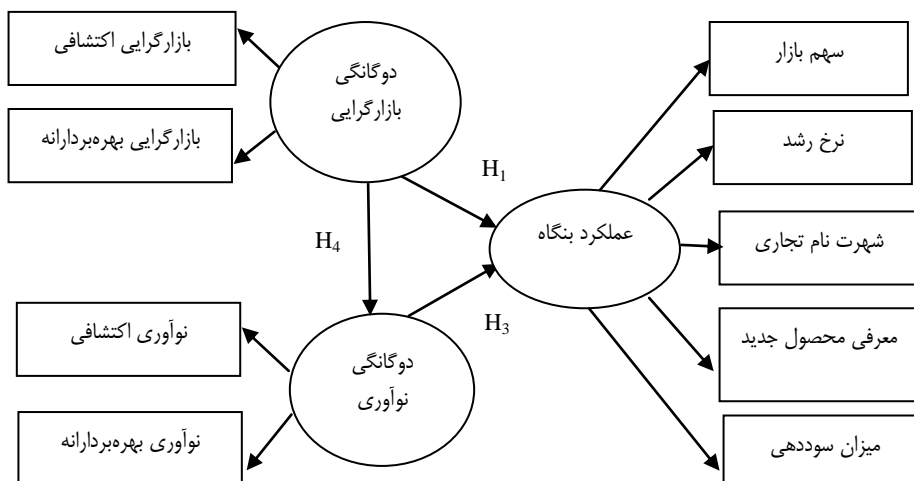 بازارگرایی اکتشافی
بازارگرایی بهره‌بردارانه
دوگانگی
بازارگرایی
سهم بازار
نرخ رشد
H1
عملکرد بنگاه
شهرت نام تجاری
H4
نوآوری اکتشافی
نوآوری بهره‌بردارانه
دوگانگی
نوآوری
H3
معرفی محصول جدید
میزان سوددهی